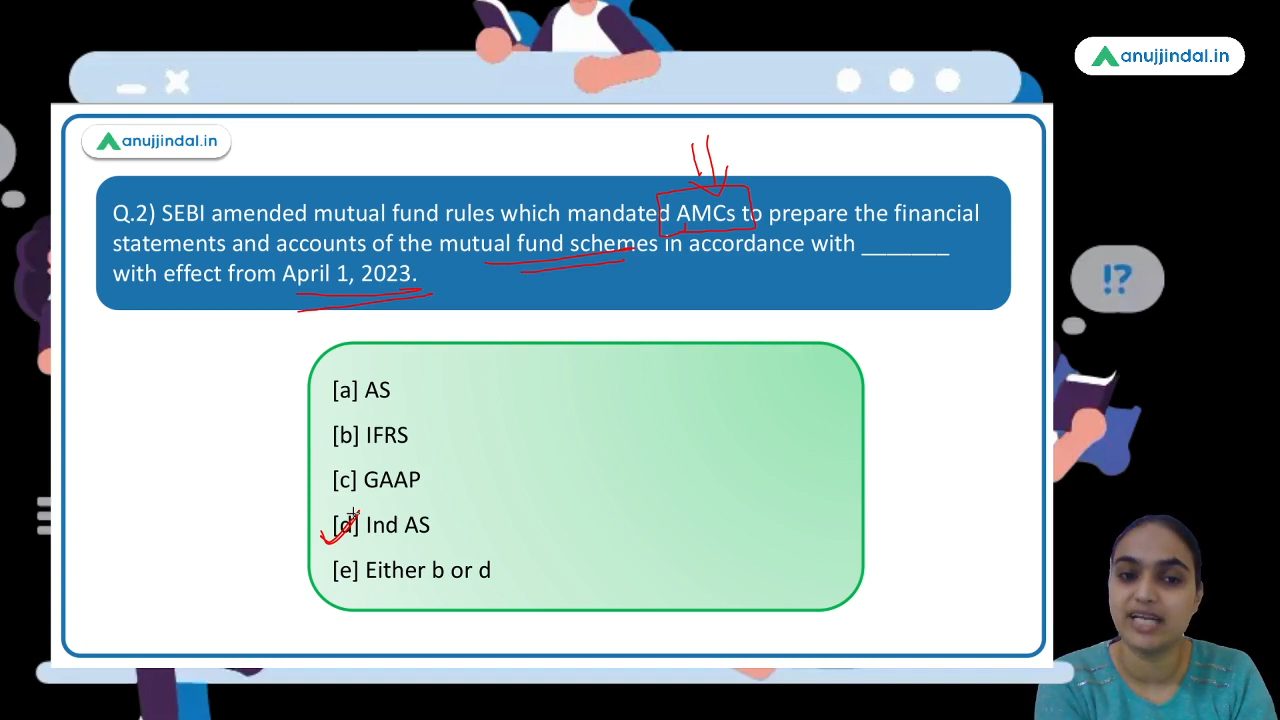 anujjindal.in
anujjindal.in
Q.2) SEBI amended mutual fund rules which mandated AMCs to prepare the financial
statements and accounts of the mutual fund schemes in accordance with _______
with effect from April 1, 2023.
[a] AS
[b] IFRS
[c] GAAP
[d] Ind AS
[e] Either b or d
!?